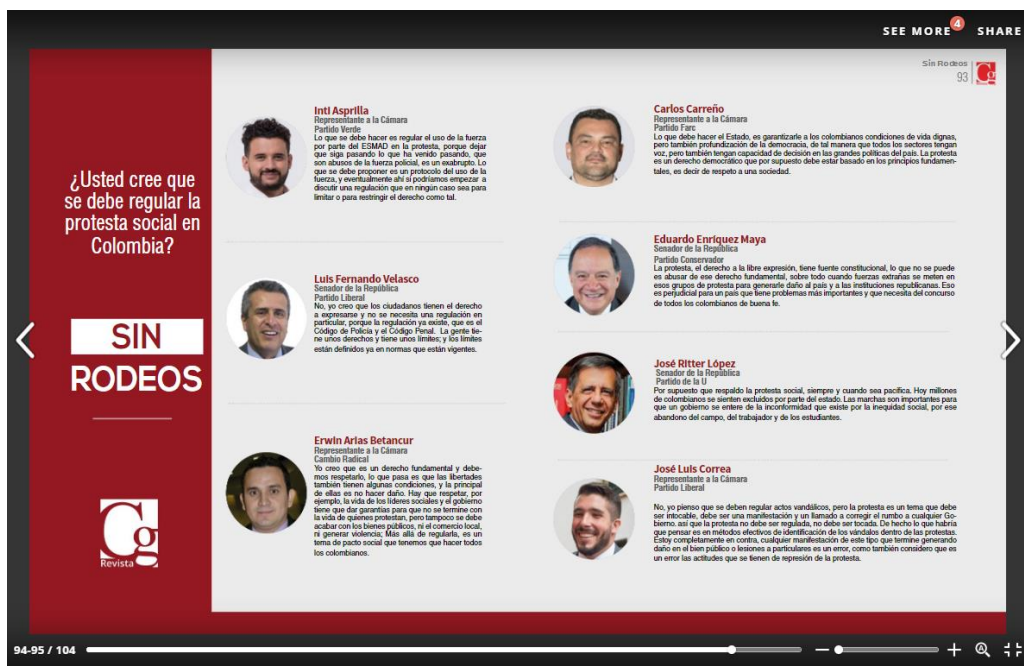 SEE MORE 4 SHARE
Sin Rodeos
93
Cg
¿Usted cree que
se debe regular la
protesta social en
Colombia?
SIN
RODEOS
Cg
Revista
Inti Asprilla
Representante a la Cámara
Partido Verde
Lo que se debe hacer es regular el uso de la fuerza
por parte del ESMAD en la protesta, porque dejar
que siga pasando lo que ha venido pasando, que
son abusos de la fuerza policial, es un exabrupto. Lo
que se debe proponer es un protocolo del uso de la
fuerza, y eventualmente ahí sí podríamos empezar a
discutir una regulación que en ningún caso sea para
limitar o para restringir el derecho como tal.
Luis Fernando Velasco
Senador de la República
Partido Liberal
No, yo creo que los ciudadanos tienen el derecho
a expresarse y no se necesita una regulación en
particular, porque la regulación ya existe, que es el
Código de Policía y el Código Penal. La gente tie-
ne unos derechos y tiene unos límites; y los límites
están definidos ya en normas que están vigentes.
Erwin Arias Betancur
Representante a la Cámara
Cambio Radical
Yo creo que es un derecho fundamental y debe-
mos respetarlo, lo que pasa es que las libertades
también tienen algunas condiciones, y la principal
de ellas es no hacer daño. Hay que respetar, por
ejemplo, la vida de los líderes sociales y el gobierno
tiene que dar garantías para que no se termine con
la vida de quienes protestan, pero tampoco se debe
acabar con los bienes públicos, ni el comercio local,
ni generar violencia; Más allá de regularla, es un
tema de pacto social que tenemos que hacer todos
los colombianos.
Carlos Carreño
Representante a la Cámara
Partido Farc
Lo que debe hacer el Estado, es garantizarle a los colombianos condiciones de vida dignas,
pero también profundización de la democracia, de tal manera que todos los sectores tengan
voz, pero también tengan capacidad de decisión en las grandes políticas del país. La protesta
es un derecho democrático que por supuesto debe estar basado en los principios fundamen-
tales, es decir de respeto a una sociedad.
Eduardo Enríquez Maya
Senador de la República
Partido Conservador
La protesta, el derecho a la libre expresión, tiene fuente constitucional, lo que no se puede
es abusar de ese derecho fundamental, sobre todo cuando fuerzas extrañas se meten en
esos grupos de protesta para generarle daño al país y a las instituciones republicanas. Eso
es perjudicial para un país que tiene problemas más importantes y que necesita del concurso
de todos los colombianos de buena fe.
José Ritter López
Senador de la República
Partido de la U
Por supuesto que respaldo la protesta social, siempre y cuando sea pacífica. Hoy millones
de colombianos se sienten excluidos por parte del estado. Las marchas son importantes para
que un gobierno se entere de la inconformidad que existe por la inequidad social, por ese
abandono del campo, del trabajador y de los estudiantes.
José Luis Correa
Representante a la Cámara
Partido Liberal
No, yo pienso que se deben regular actos vandálicos, pero la protesta es un tema que debe
ser intocable, debe ser una manifestación y un llamado a corregir el rumbo a cualquier Go-
bierno. así que la protesta no debe ser regulada, no debe ser tocada. De hecho lo que habría
que pensar es en métodos efectivos de identificación de los vándalos dentro de las protestas.
Estoy completamente en contra, cualquier manifestación de este tipo que termine generando
daño en el bien público o lesiones a particulares es un error, como también considero que es
un error las actitudes que se tienen de represión de la protesta.
94-95 / 104